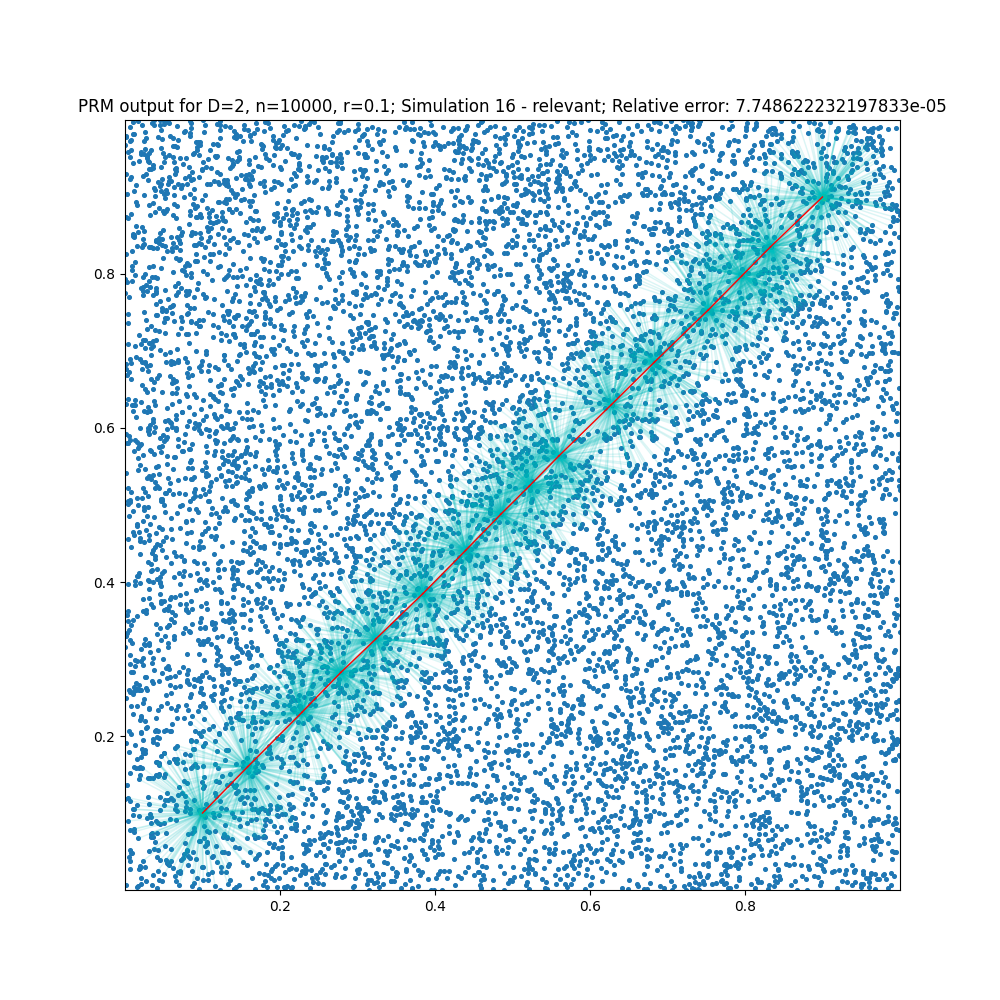 PRM output for D=2, n=10000, r=0.1; Simulation 16 - relevant; Relative error: 7.748622232197833e-05
0.8
0.6
0.4
0.2
0.2 0.4 0.6 0.8